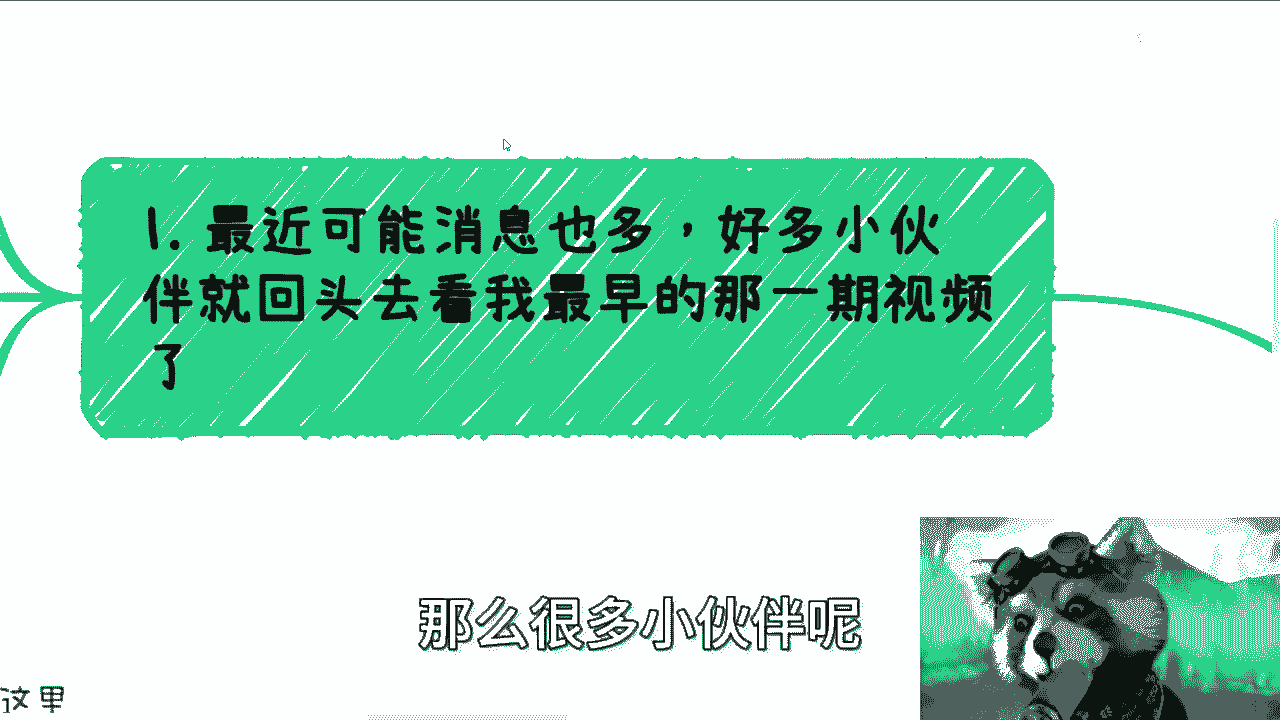 1. 最近可能消息也多，好多小伙
伴就回头去看我最早的那一期视频
了
那么很多小伙伴呢
这里